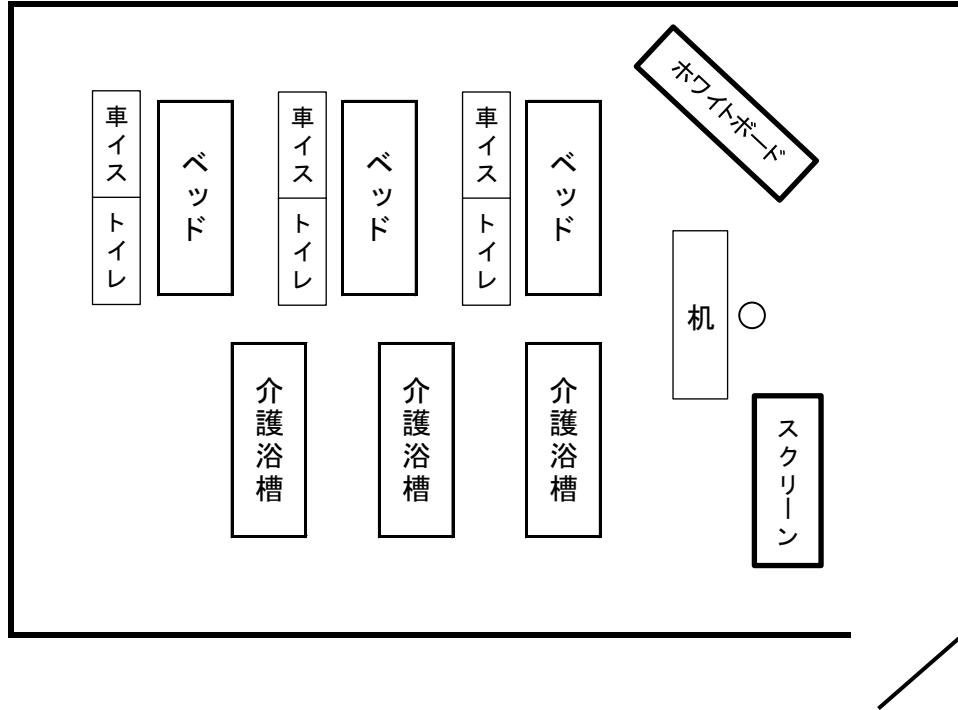 車イス
トイレ
ベッド
車イス
トイレ
ベッド
車イス
トイレ
ベッド
ホワイトボード
机
介護浴槽
介護浴槽
介護浴槽
スクリーン